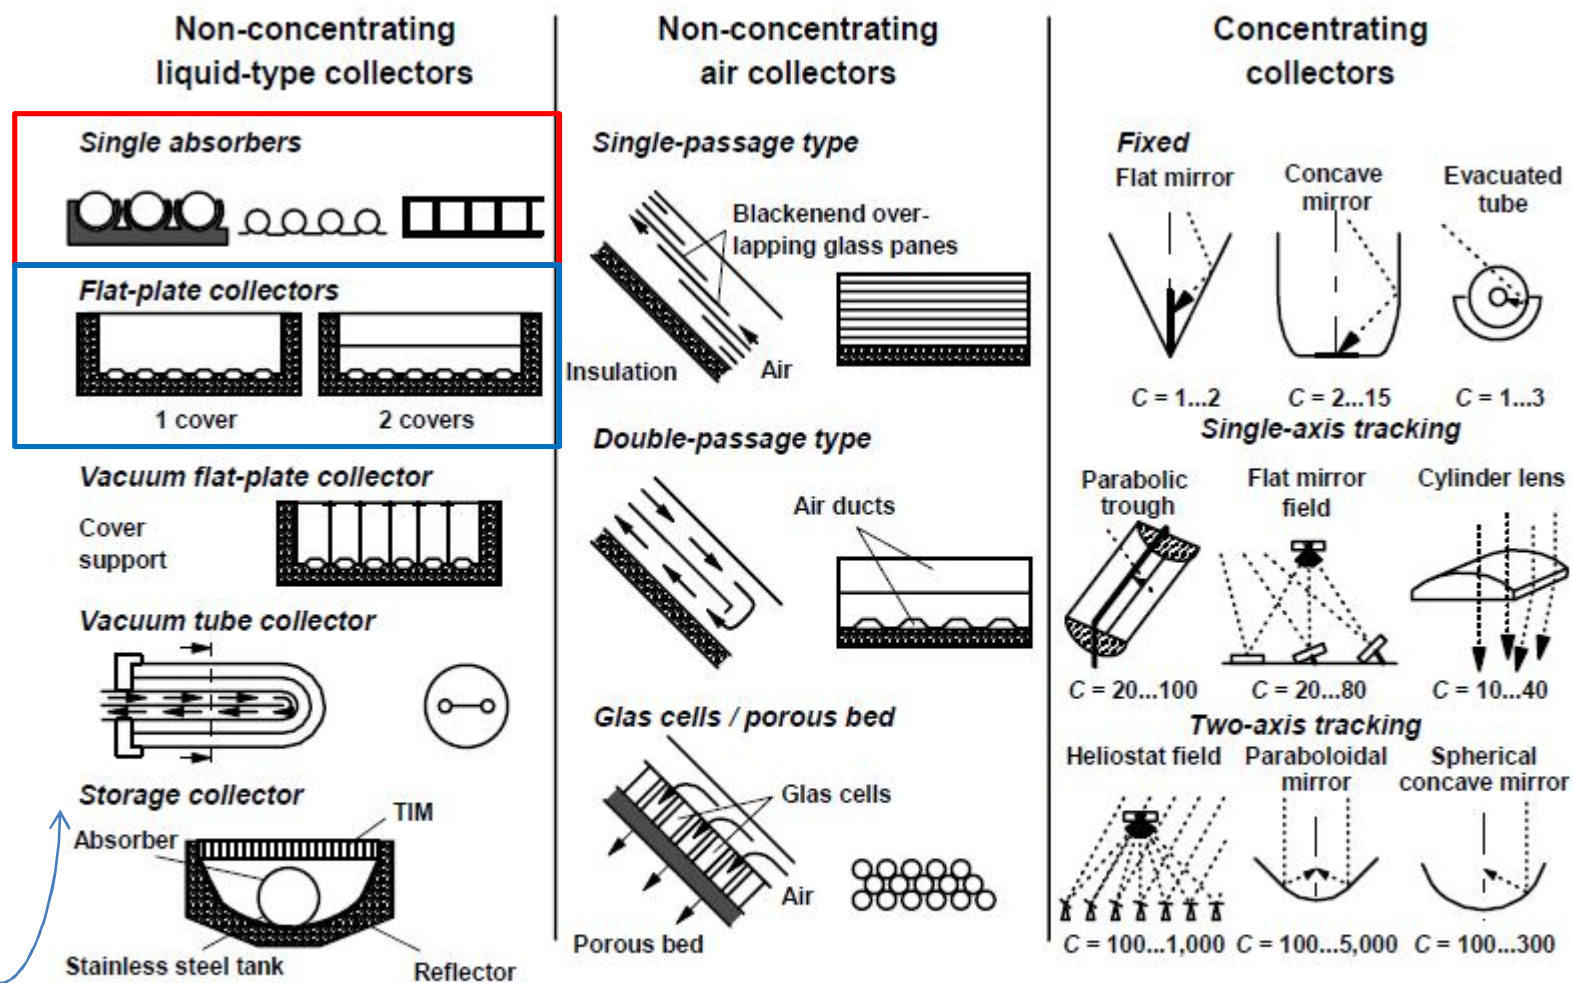 Non-concentrating
liquid-type collectors
Single absorbers
Flat-plate collectors
1 cover
2 covers
Vacuum flat-plate collector
Cover
support
Vacuum tube collector
Storage collector
TIM
Absorber
Stainless steel tank
Reflector
Non-concentrating
air collectors
Single-passage type
Blackenend over-
lapping glass panes
Insulation
Air
Double-passage type
Air ducts
Glas cells / porous bed
Glas cells
Air
Porous bed
Concentrating
collectors
Fixed
Flat mirror
Concave
mirror
Evacuated
tube
C = 1...2
C = 2...15
C = 1...3
Single-axis tracking
Parabolic
trough
Flat mirror
field
Cylinder lens
C = 20...100
C = 20...80
C = 10...40
Two-axis tracking
Heliostat field
Paraboloidal
mirror
Spherical
concave mirror
C = 100...1,000
C = 100...5,000
C = 100...300